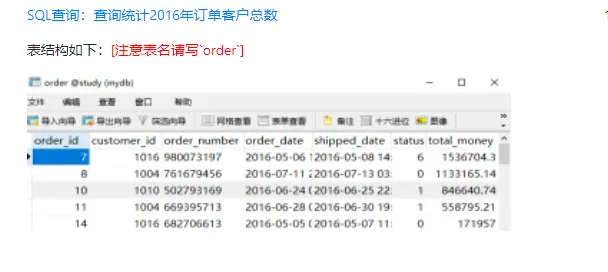 SQL查询：查询统计2016年订单客户总数
表结构如下：[注意表名请写`order`]
order @study (mydb)
文件 编辑 查看 窗口 帮助
导入向导 导出向导 筛选向导 网格查看 表单查看 备注 十六进位 图像 »
order_id customer_id order_number order_date shipped_date status total_money
7 1016 980073197 2016-05-06 1 2016-05-08 14: 6 1536704.3
8 1004 761679456 2016-07-11 2 2016-07-13 03: 0 1133165.14
10 1010 502793169 2016-06-24 0 2016-06-25 22: 1 846640.74
11 1004 669395713 2016-06-28 0 2016-06-30 19: 1 558795.21
14 1016 682706613 2016-05-05 0 2016-05-07 11: 0 171957